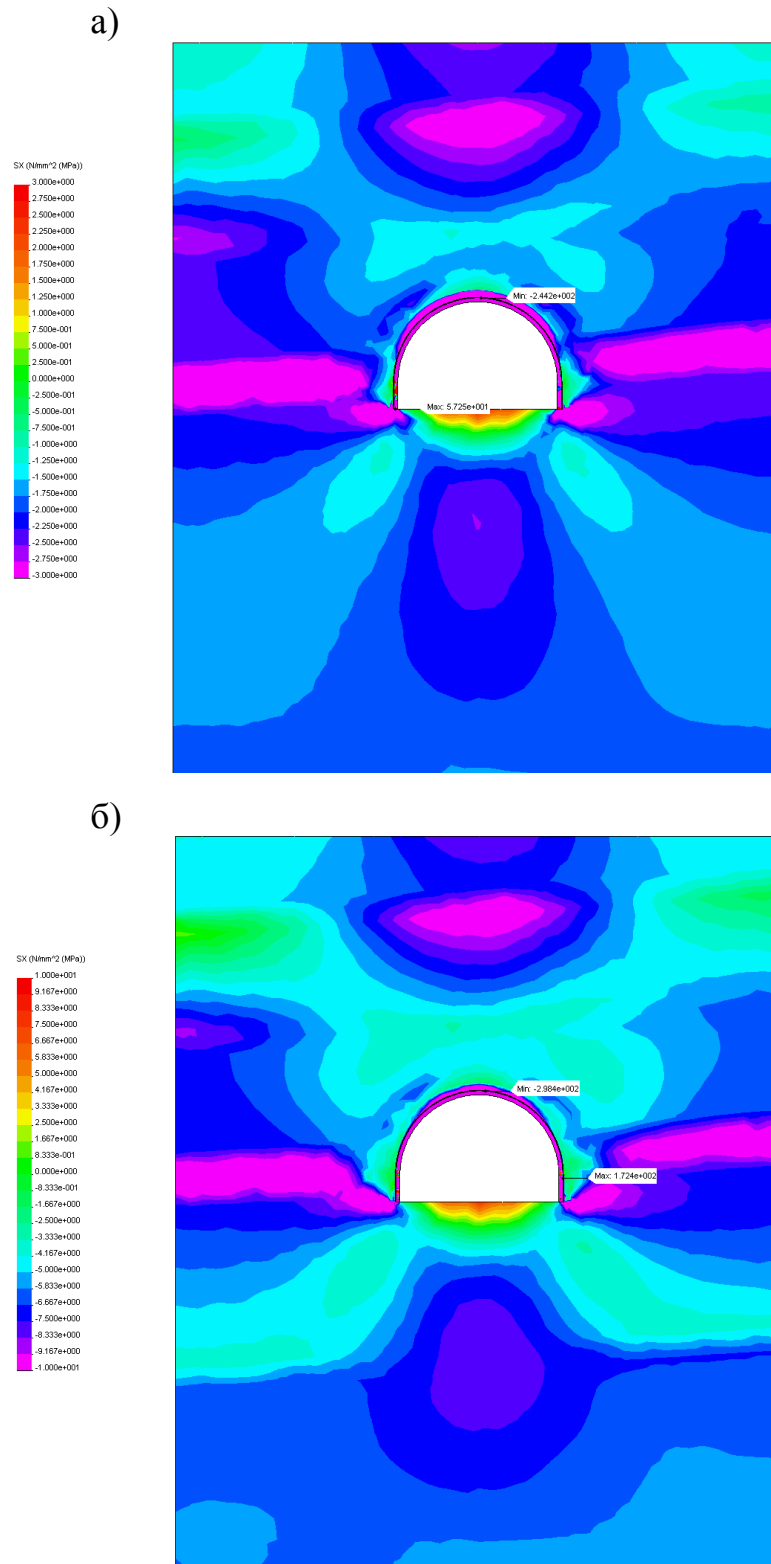 а)
SX (N/mm^2 (MPa))
3.000e+000
2.750e+000
2.500e+000
2.250e+000
2.000e+000
1.750e+000
1.500e+000
1.250e+000
1.000e+000
7.500e-001
5.000e-001
2.500e-001
0.000e+000
-2.500e-001
-5.000e-001
-7.500e-001
-1.000e+000
-1.250e+000
-1.500e+000
-1.750e+000
-2.000e+000
-2.250e+000
-2.500e+000
-2.750e+000
-3.000e+000
Min: -2.442e+002
Max: 5.725e+001
б)
SX (N/mm^2 (MPa))
1.000e+001
9.167e+000
8.333e+000
7.500e+000
6.667e+000
5.833e+000
5.000e+000
4.167e+000
3.333e+000
2.500e+000
1.667e+000
8.333e-001
0.000e+000
-8.333e-001
-1.667e+000
-2.500e+000
-3.333e+000
-4.167e+000
-5.000e+000
-5.833e+000
-6.667e+000
-7.500e+000
-8.333e+000
-9.167e+000
-1.000e+001
Min: -2.984e+002
Max: 1.724e+002